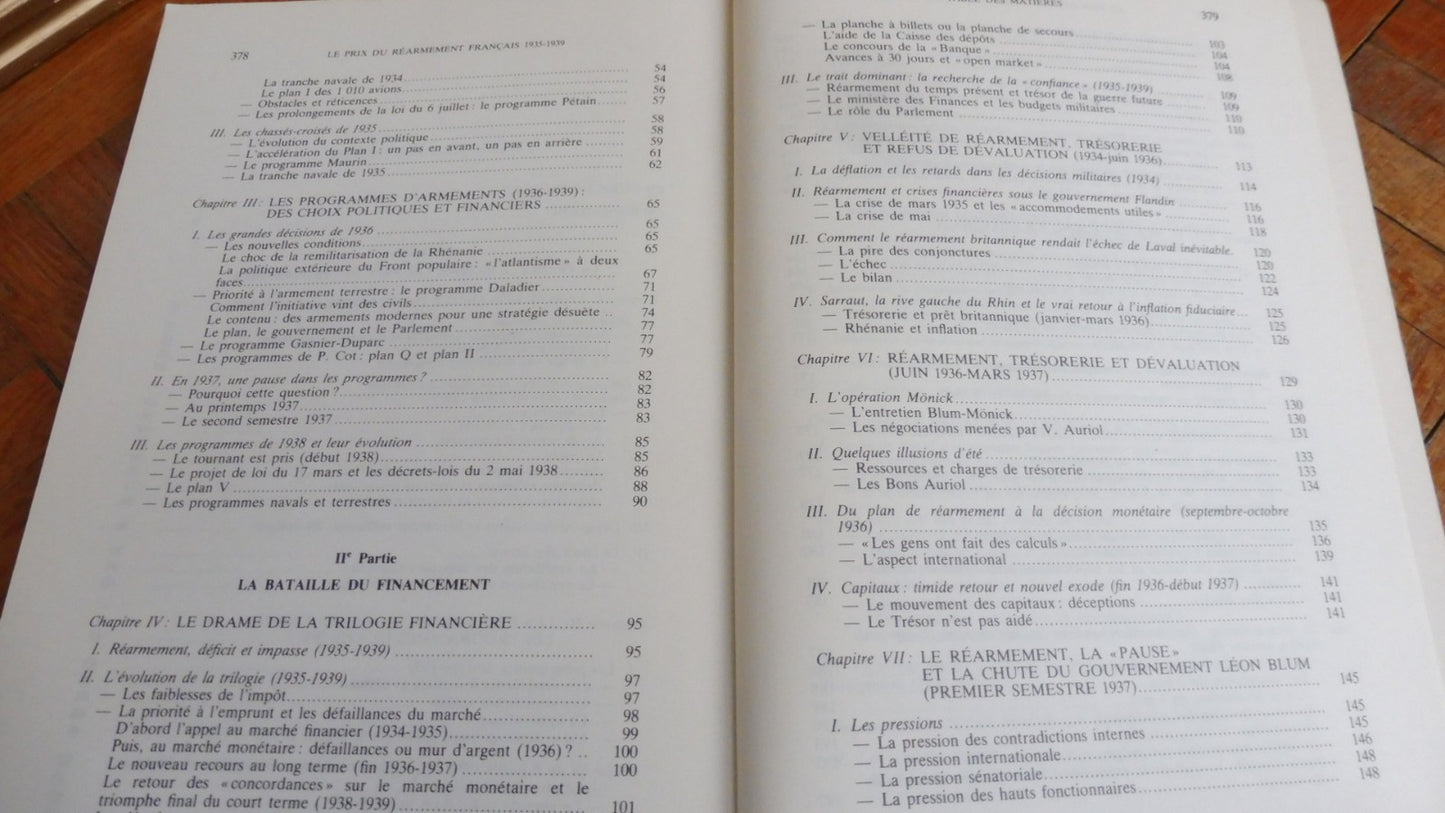 378 LE PRIX DU RÉARMEMENT FRANÇAIS 1935-1939
La tranche navale de 1934 54
Le plan I des 1 010 avions 54
— Obstacles et réticences 56
— Les prolongements de la loi du 6 juillet : le programme Pétain 57
III. Les chassés-croisés de 1935 58
— L'évolution du contexte politique 58
— L'accélération du Plan I : un pas en avant, un pas en arrière 59
— Le programme Maurin 61
— La tranche navale de 1935 62
Chapitre III : LES PROGRAMMES D'ARMEMENTS (1936-1939) :
DES CHOIX POLITIQUES ET FINANCIERS 65
I. Les grandes décisions de 1936 65
— Les nouvelles conditions 65
Le choc de la remilitarisation de la Rhénanie 65
La politique extérieure du Front populaire : «l'atlantisme» à deux
faces 67
— Priorité à l'armement terrestre : le programme Daladier 71
Comment l'initiative vint des civils 71
Le contenu : des armements modernes pour une stratégie désuète .. 74
Le plan, le gouvernement et le Parlement 77
— Le programme Gasnier-Duparc 77
— Les programmes de P. Cot : plan Q et plan II 79
II. En 1937, une pause dans les programmes ? 82
— Pourquoi cette question ? 82
— Au printemps 1937 83
— Le second semestre 1937 83
III. Les programmes de 1938 et leur évolution 85
— Le tournant est pris (début 1938) 85
— Le projet de loi du 17 mars et les décrets-lois du 2 mai 1938 86
— Le plan V 88
— Les programmes navals et terrestres 90
IIe Partie
LA BATAILLE DU FINANCEMENT
Chapitre IV : LE DRAME DE LA TRILOGIE FINANCIÈRE 95
I. Réarmement, déficit et impasse (1935-1939) 95
II. L'évolution de la trilogie (1935-1939) 97
— Les faiblesses de l'impôt 97
— La priorité à l'emprunt et les défaillances du marché 98
D'abord l'appel au marché financier (1934-1935) 99
Puis, au marché monétaire : défaillances ou mur d'argent (1936) ? .. 100
Le nouveau recours au long terme (fin 1936-1937) 100
Le retour des «concordances» sur le marché monétaire et le
triomphe final du court terme (1938-1939) 101
DES MATIÈRES 379
— La planche à billets ou la planche de secours
L'aide de la Caisse des dépôts 103
Le concours de la «Banque» 104
Avances à 30 jours et «open market» 104
III. Le trait dominant : la recherche de la «confiance» (1935-1939) 108
— Réarmement du temps présent et trésor de la guerre future 109
— Le ministère des Finances et les budgets militaires 109
— Le rôle du Parlement 110
110
Chapitre V : VELLÉITÉ DE RÉARMEMENT, TRÉSORERIE
ET REFUS DE DÉVALUATION (1934-juin 1936) 113
I. La déflation et les retards dans les décisions militaires (1934) 114
II. Réarmement et crises financières sous le gouvernement Flandin 116
— La crise de mars 1935 et les «accommodements utiles» 116
— La crise de mai 118
III. Comment le réarmement britannique rendait l'échec de Laval inévitable. 120
— La pire des conjonctures 120
— L'échec 122
— Le bilan 124
IV. Sarraut, la rive gauche du Rhin et le vrai retour à l'inflation fiduciaire... 125
— Trésorerie et prêt britannique (janvier-mars 1936) 125
— Rhénanie et inflation 126
Chapitre VI : RÉARMEMENT, TRÉSORERIE ET DÉVALUATION
(JUIN 1936-MARS 1937) 129
I. L'opération Mönick 130
— L'entretien Blum-Mönick 130
— Les négociations menées par V. Auriol 131
II. Quelques illusions d'été 133
— Ressources et charges de trésorerie 133
— Les Bons Auriol 134
III. Du plan de réarmement à la décision monétaire (septembre-octobre
1936) 135
— «Les gens ont fait des calculs» 136
— L'aspect international 139
IV. Capitaux : timide retour et nouvel exode (fin 1936-début 1937) 141
— Le mouvement des capitaux : déceptions 141
— Le Trésor n'est pas aidé 141
Chapitre VII : LE RÉARMEMENT, LA «PAUSE»
ET LA CHUTE DU GOUVERNEMENT LÉON BLUM
(PREMIER SEMESTRE 1937) 145
I. Les pressions 145
— La pression des contradictions internes 145
— La pression internationale 146
— La pression sénatoriale 148
— La pression des hauts fonctionnaires 148